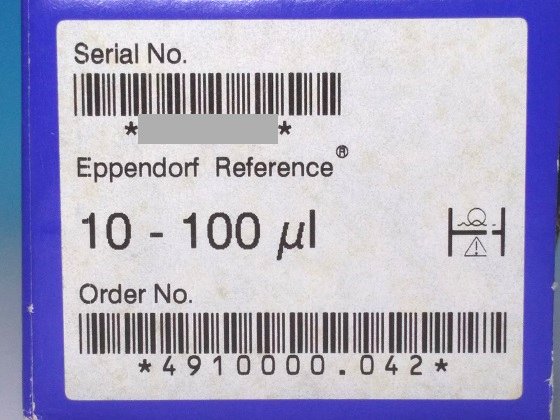 Serial No.
* *
Eppendorf Reference®
10 - 100 µl
Order No.
*4910000.042*